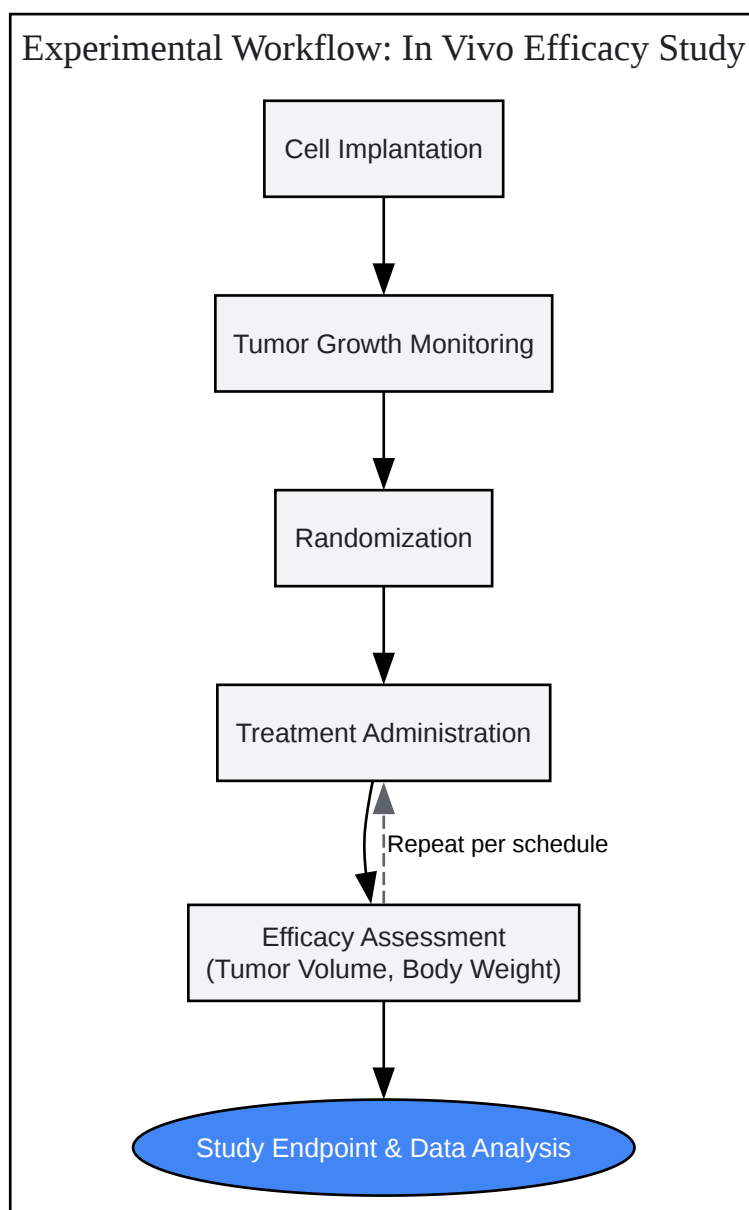 Experimental Workflow: In Vivo Efficacy Study
Cell Implantation
Tumor Growth Monitoring
Randomization
Treatment Administration
Repeat per schedule
Efficacy Assessment
(Tumor Volume, Body Weight)
Study Endpoint & Data Analysis